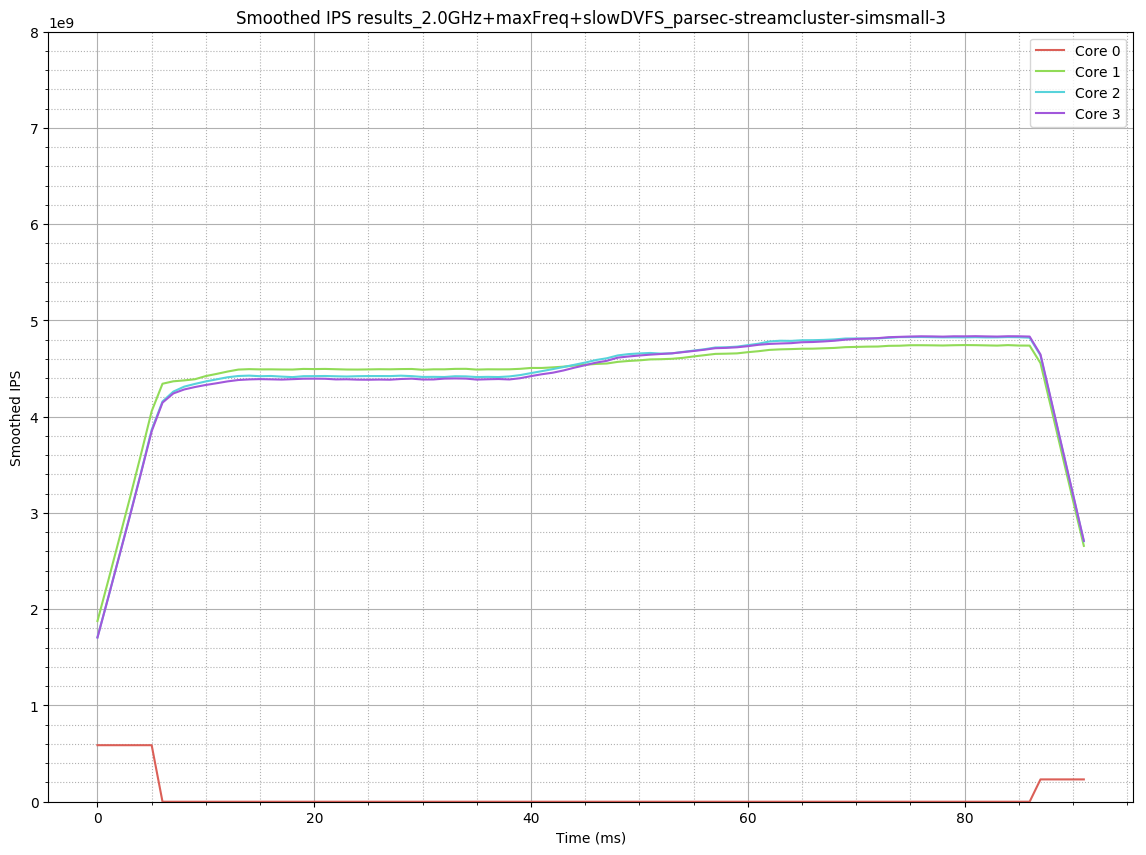 Smoothed IPS results_2.0GHz+maxFreq+slowDVFS_parsec-streamcluster-simsmall-3
1e9
8
7
6
5
4
3
2
1
0
Smoothed IPS
Core 0
Core 1
Core 2
Core 3
0 20 40 60 80
Time (ms)